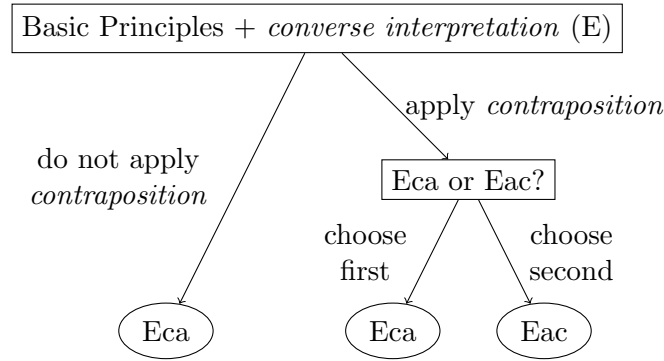 Basic Principles + converse interpretation (E)
apply contraposition
do not apply
contraposition
Eca or Eac?
choose
first
choose
second
Eca
Eca
Eac